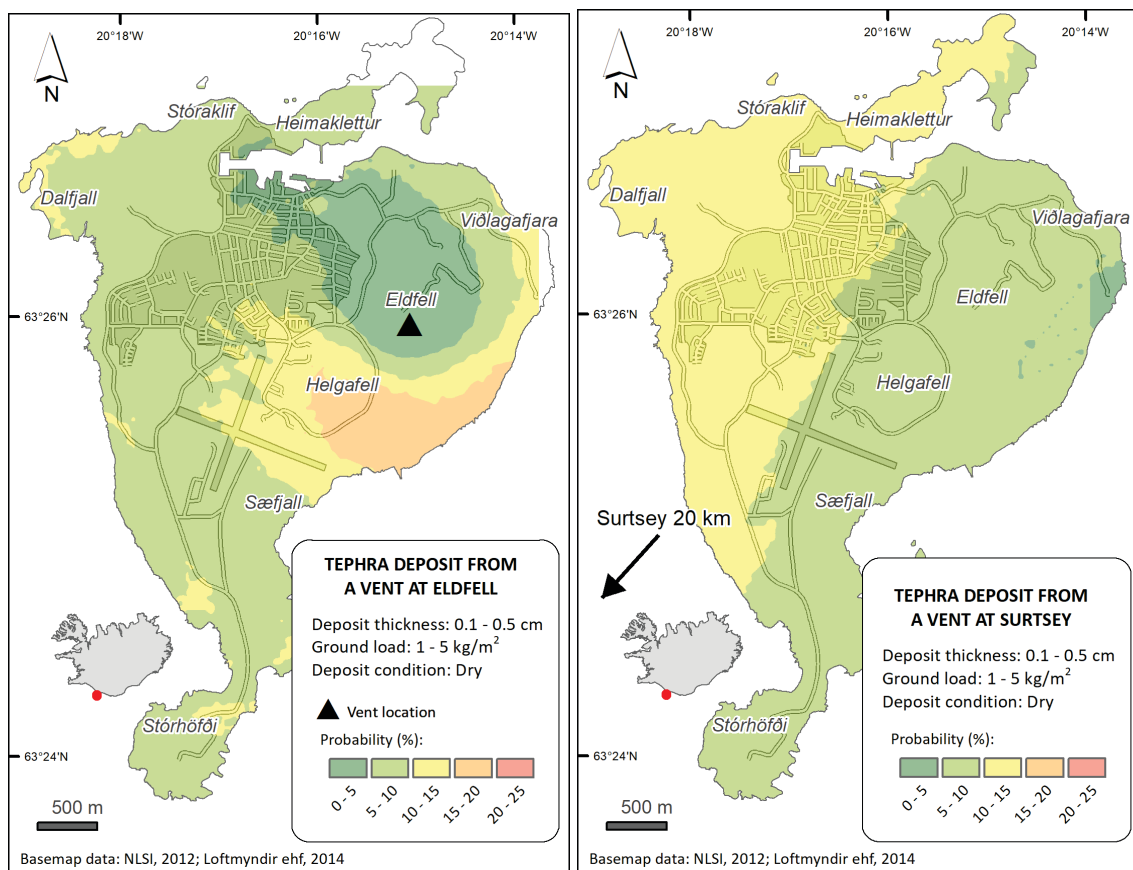 20°18'W
20°16'W
20°14'W
N
Stóraklif
Heimaklettur
Dalfjall
Viðlagafjara
Eldfell
63°26'N
Helgafell
Sæfjall
TEPHRA DEPOSIT FROM
A VENT AT ELDFELL
Deposit thickness: 0.1 - 0.5 cm
Ground load: 1 - 5 kg/m²
Deposit condition: Dry
Vent location
Probability (%):
0 - 5
5 - 10
10 - 15
15 - 20
20 - 25
Stórhöfði
63°24'N
500 m
Basemap data: NLSI, 2012; Loftmyndir ehf, 2014
20°18'W
20°16'W
20°14'W
N
Stóraklif
Heimaklettur
Dalfjall
Viðlagafjara
Eldfell
63°26'N
Helgafell
Sæfjall
Surtsey 20 km
TEPHRA DEPOSIT FROM
A VENT AT SURTSEY
Deposit thickness: 0.1 - 0.5 cm
Ground load: 1 - 5 kg/m²
Deposit condition: Dry
Probability (%):
0 - 5
5 - 10
10 - 15
15 - 20
20 - 25
Stórhöfði
63°24'N
500 m
Basemap data: NLSI, 2012; Loftmyndir ehf, 2014